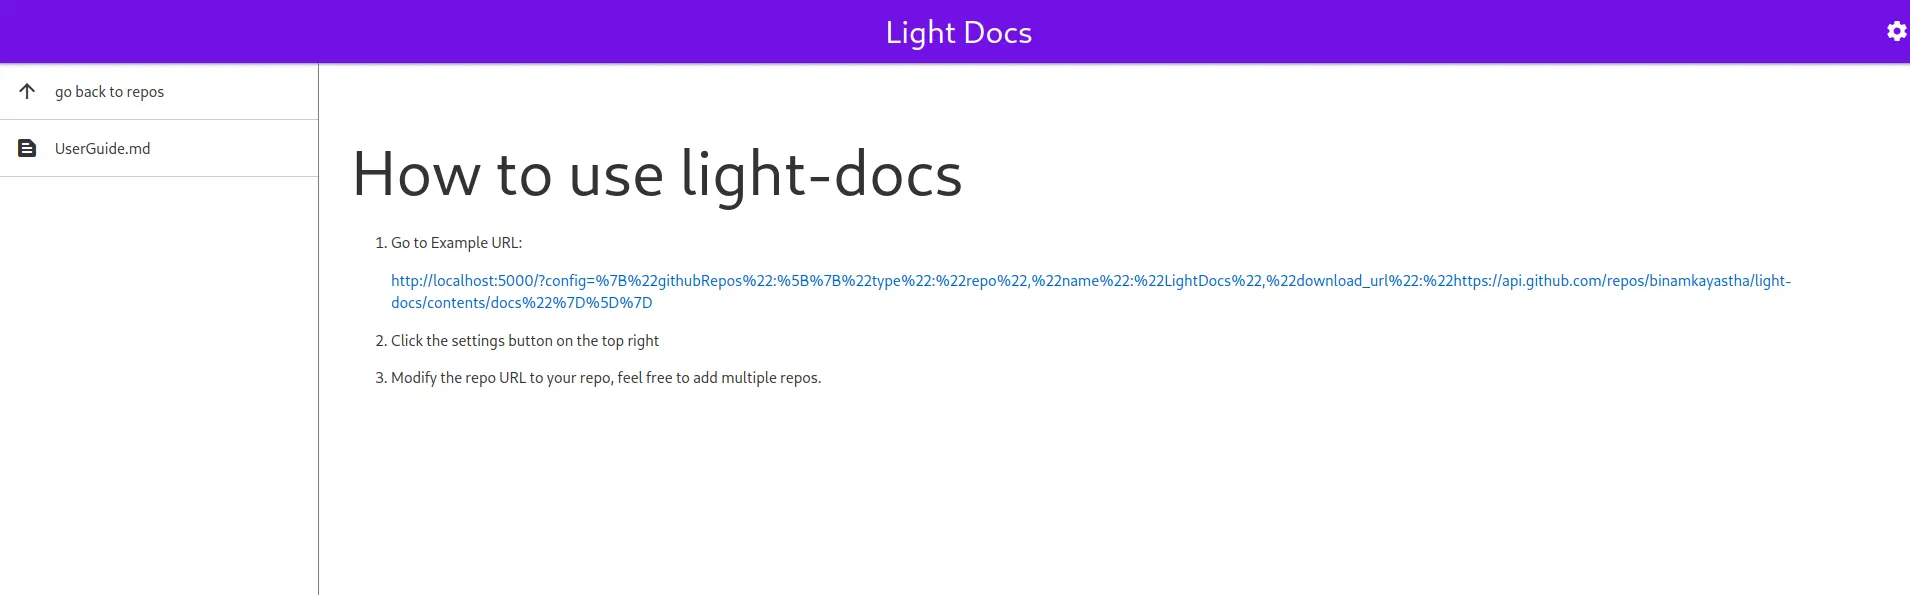 Light Docs
go back to repos
UserGuide.md
How to use light-docs
1. Go to Example URL:
http://localhost:5000/?config=%7B%22githubRepos%22:%5B%7B%22type%22:%22repo%22,%22name%22:%22LightDocs%22,%22download_url%22:%22https://api.github.com/repos/binamkayastha/light-
docs/contents/docs%22%7D%5D%7D
2. Click the settings button on the top right
3. Modify the repo URL to your repo, feel free to add multiple repos.